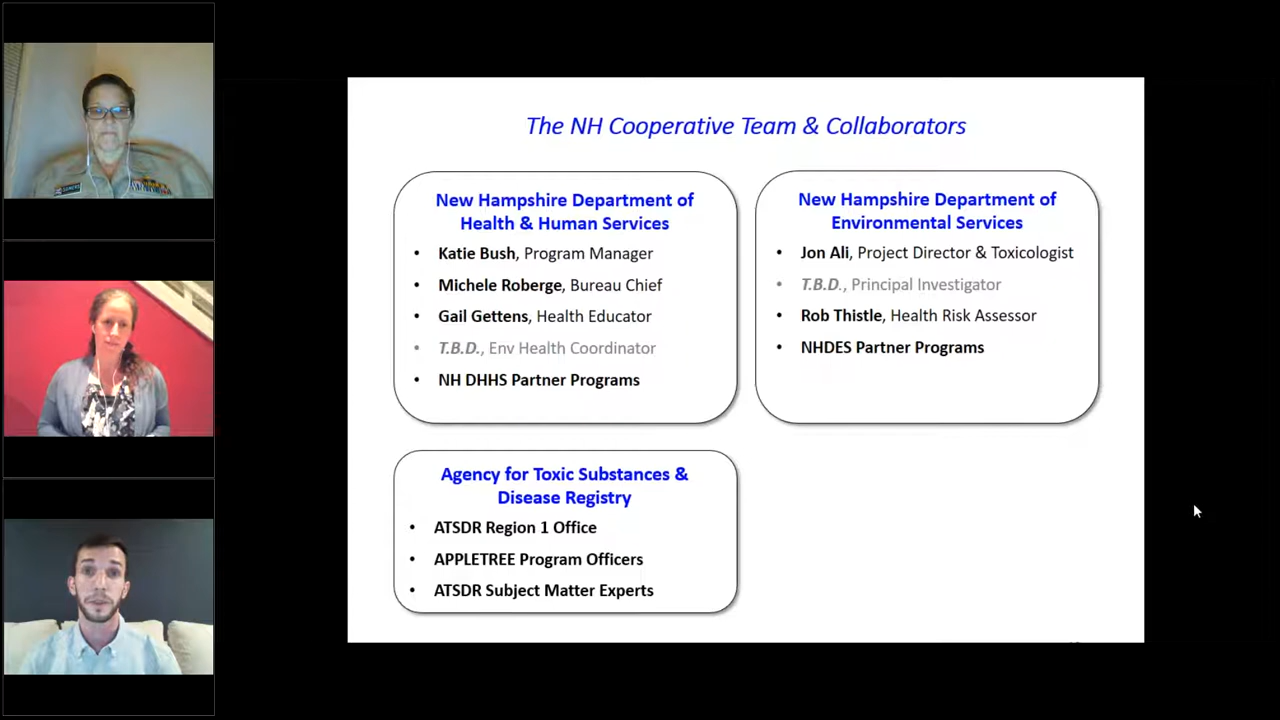 The NH Cooperative Team & Collaborators
New Hampshire Department of
Health & Human Services
• Katie Bush, Program Manager
• Michele Roberge, Bureau Chief
• Gail Gettens, Health Educator
• T.B.D., Env Health Coordinator
• NH DHHS Partner Programs
New Hampshire Department of
Environmental Services
• Jon Ali, Project Director & Toxicologist
• T.B.D., Principal Investigator
• Rob Thistle, Health Risk Assessor
• NHDES Partner Programs
Agency for Toxic Substances &
Disease Registry
• ATSDR Region 1 Office
• APPLETREE Program Officers
• ATSDR Subject Matter Experts